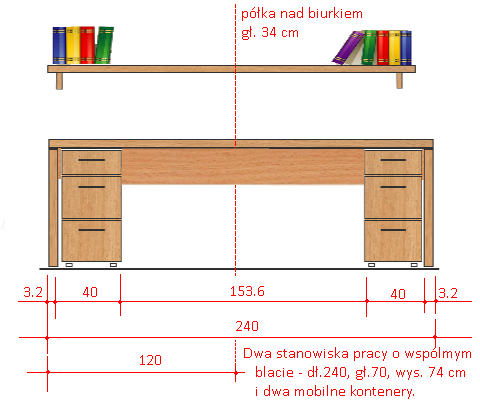 półka nad biurkiem
gł. 34 cm
3.2 40 153.6 40 3.2
240
120
Dwa stanowiska pracy o wspólnym
blacie - dł.240, gł.70, wys. 74 cm
i dwa mobilne kontenery.